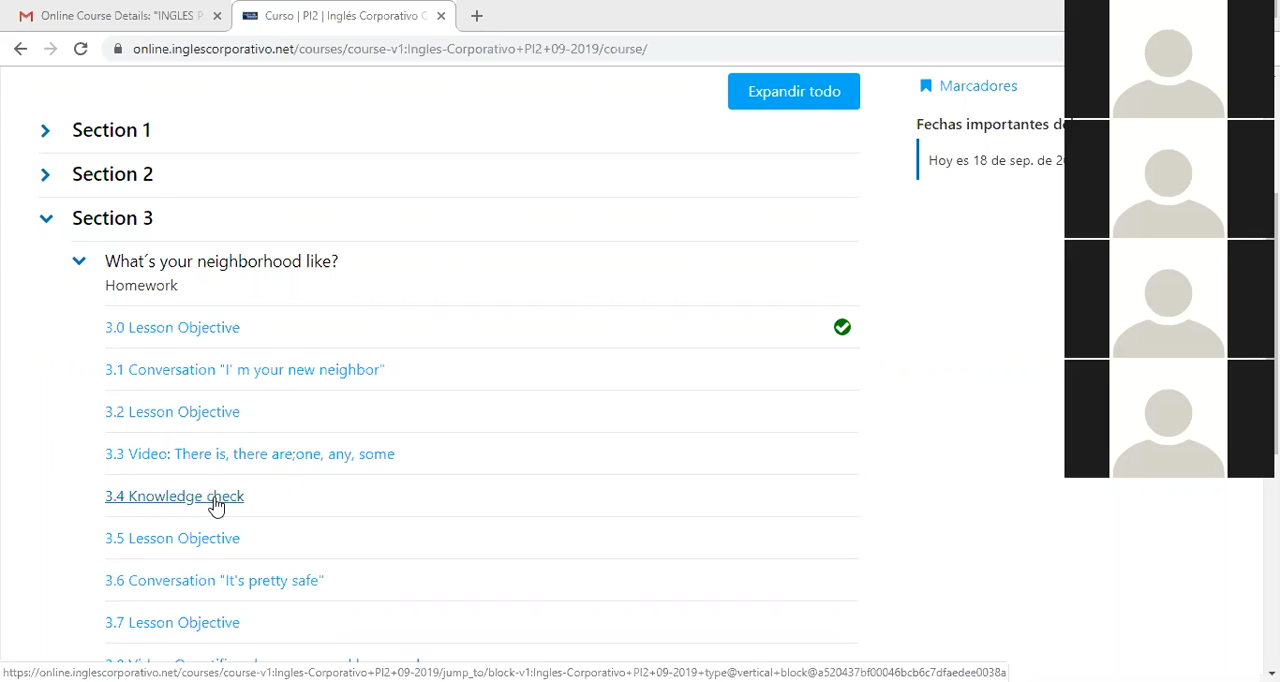 Online Course Details: "INGLES P
Curso | PI2 | Inglés Corporativo C
online.inglescorporativo.net/courses/course-v1:Ingles-Corporativo+PI2+09-2019/course/
Expandir todo
Marcadores
Fechas importantes de
Hoy es 18 de sep. de 20
Section 1
Section 2
Section 3
What´s your neighborhood like?
Homework
3.0 Lesson Objective
3.1 Conversation "I' m your new neighbor"
3.2 Lesson Objective
3.3 Video: There is, there are;one, any, some
3.4 Knowledge check
3.5 Lesson Objective
3.6 Conversation "It's pretty safe"
3.7 Lesson Objective
https://online.inglescorporativo.net/courses/course-v1:Ingles-Corporativo+PI2+09-2019/jump_to/block-v1:Ingles-Corporativo+PI2+09-2019+type@vertical+block@a520437bf00046bcb6c7dfaedee0038a